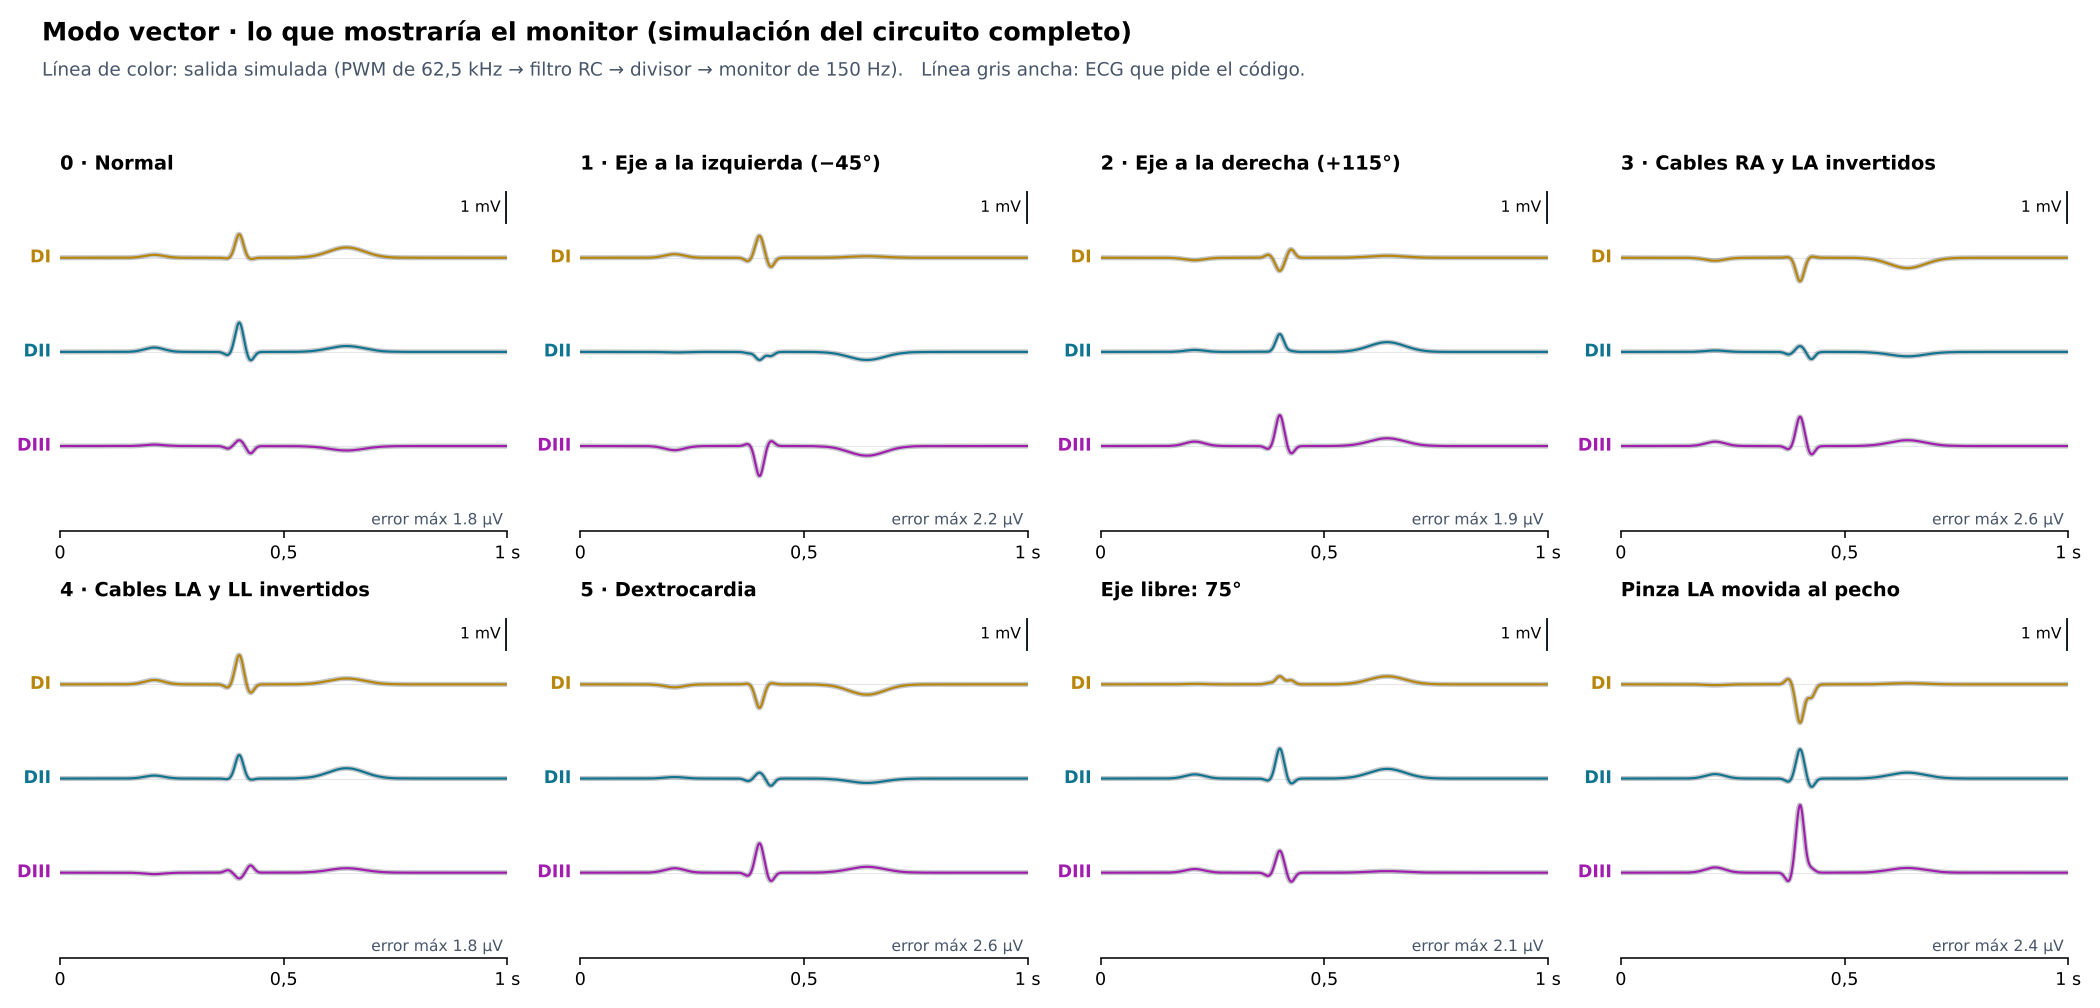 Modo vector · lo que mostraría el monitor (simulación del circuito completo)
Línea de color: salida simulada (PWM de 62,5 kHz → filtro RC → divisor → monitor de 150 Hz).   Línea gris ancha: ECG que pide el código.
0 · Normal
1 mV
DI
DII
DIII
error máx 1.8 µV
0
0,5
1 s
1 · Eje a la izquierda (−45°)
1 mV
DI
DII
DIII
error máx 2.2 µV
0
0,5
1 s
2 · Eje a la derecha (+115°)
1 mV
DI
DII
DIII
error máx 1.9 µV
0
0,5
1 s
3 · Cables RA y LA invertidos
1 mV
DI
DII
DIII
error máx 2.6 µV
0
0,5
1 s
4 · Cables LA y LL invertidos
1 mV
DI
DII
DIII
error máx 1.8 µV
0
0,5
1 s
5 · Dextrocardia
1 mV
DI
DII
DIII
error máx 2.6 µV
0
0,5
1 s
Eje libre: 75°
1 mV
DI
DII
DIII
error máx 2.1 µV
0
0,5
1 s
Pinza LA movida al pecho
1 mV
DI
DII
DIII
error máx 2.4 µV
0
0,5
1 s